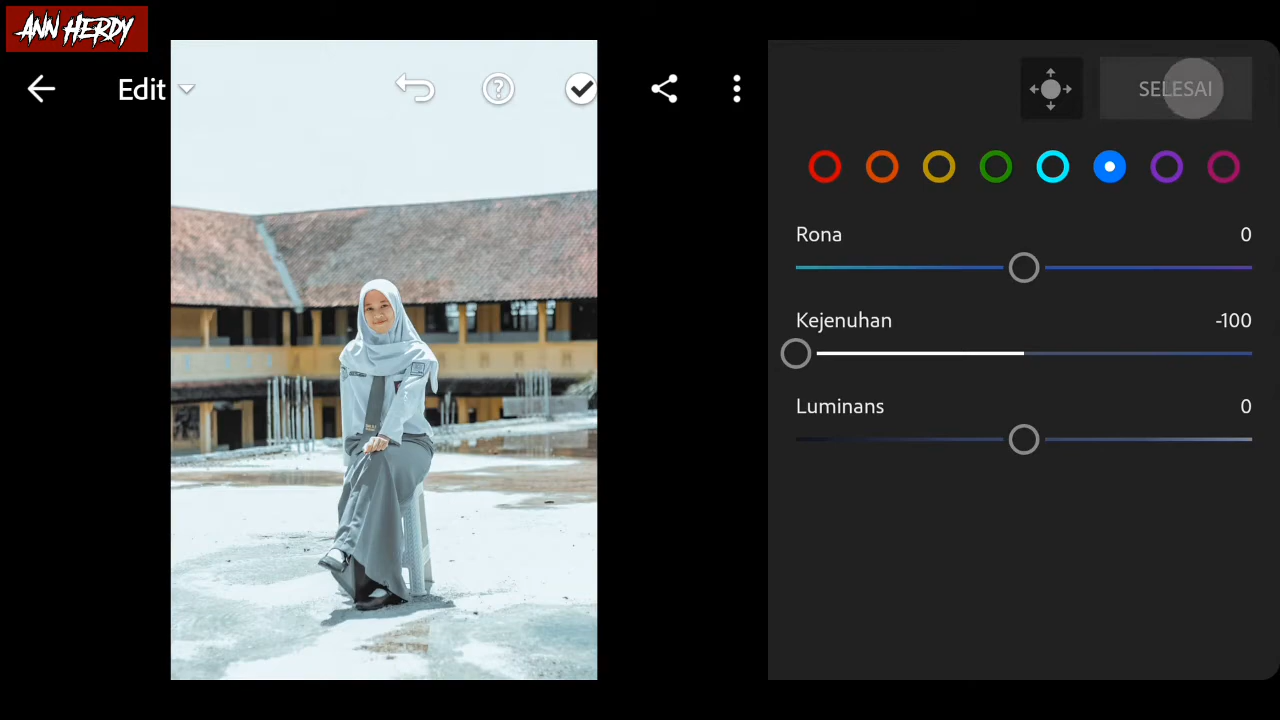 ANN HERDY
Edit
SELESAI
Rona 0
Kejenuhan -100
Luminans 0